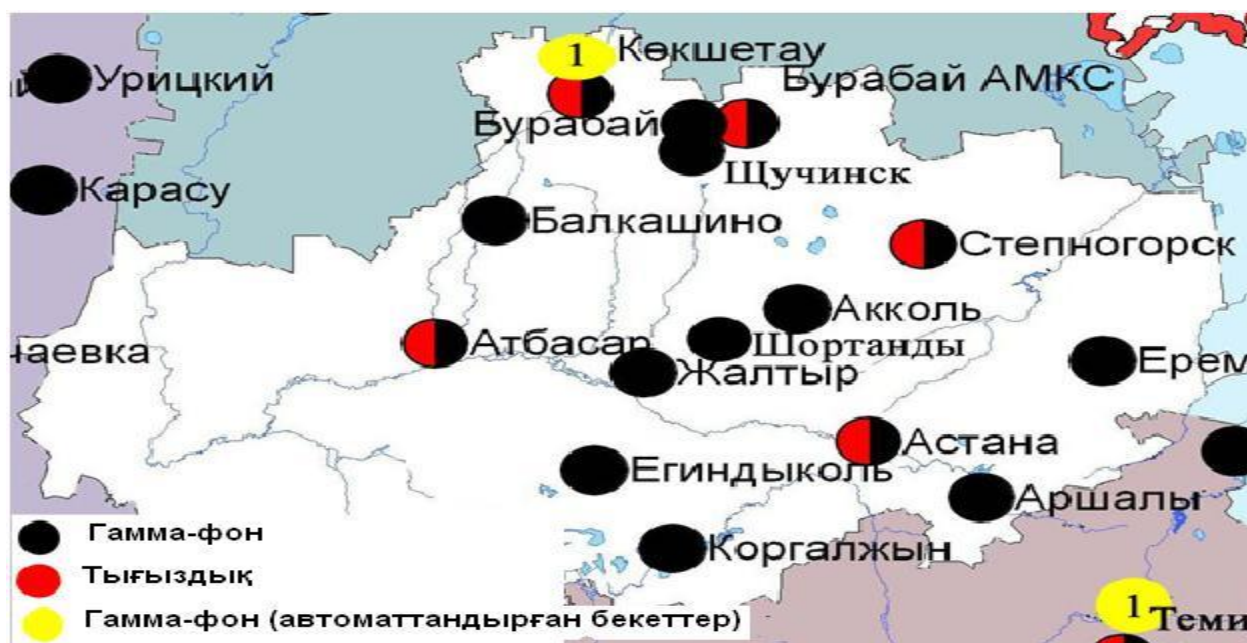 1
Көкшетау
Урицкий
Бурабай АМКС
Бурабай
Щучинск
Карасу
Балкашино
Степногорск
Акколь
Атбасар
Шортанды
чаевка
Жалтыр
Ерем
Астана
Егиндыколь
Аршалы
Коргалжын
Гамма-фон
Тығыздық
Гамма-фон (автоматтандырған бекеттер)
1
Теми